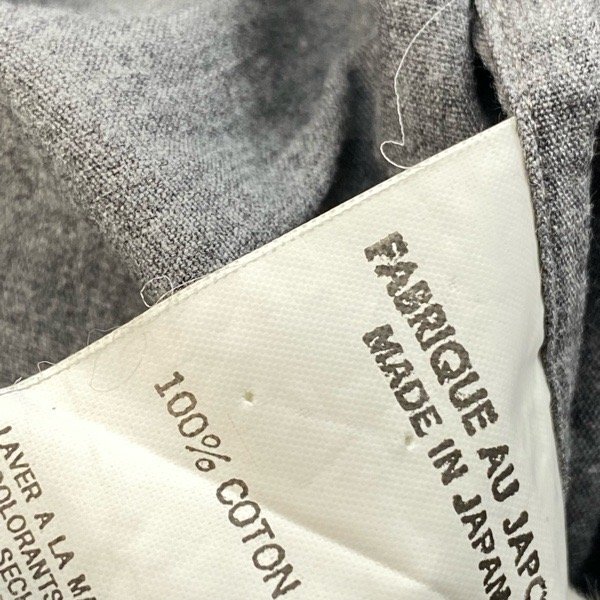 FABRIQUE AU JAPO
MADE IN JAPAN
100% COTON
LAVER A LA MA
COLORANTS
SECH